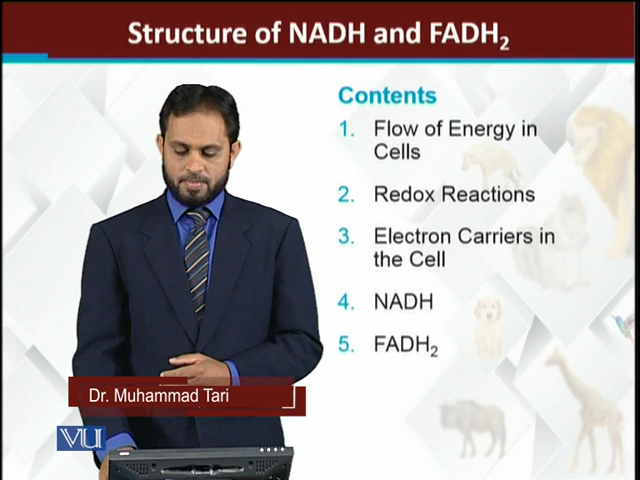 Structure of NADH and FADH₂
Contents
1. Flow of Energy in
Cells
2. Redox Reactions
3. Electron Carriers in
the Cell
4. NADH
5. FADH₂
Dr. Muhammad Tari
VU